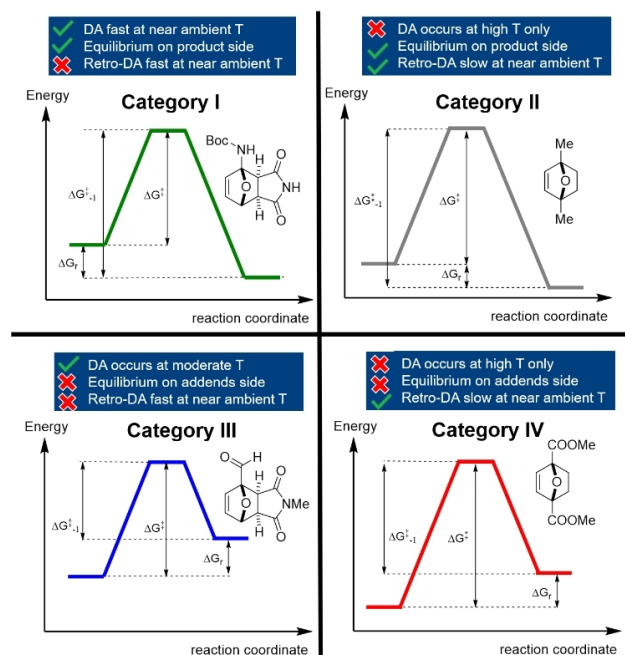 DA fast at near ambient T
Equilibrium on product side
Retro-DA fast at near ambient T
Energy
Category I
Boc
NH
H
O
O
NH
H
O
ΔG‡-1
ΔG‡
ΔGr
reaction coordinate
DA occurs at high T only
Equilibrium on product side
Retro-DA slow at near ambient T
Energy
Category II
Me
O
Me
ΔG‡-1
ΔG‡
ΔGr
reaction coordinate
DA occurs at moderate T
Equilibrium on addends side
Retro-DA fast at near ambient T
Energy
Category III
O
H
H
O
O
N-Me
H
O
ΔG‡-1
ΔG‡
ΔGr
reaction coordinate
DA occurs at high T only
Equilibrium on addends side
Retro-DA slow at near ambient T
Energy
Category IV
COOMe
O
COOMe
ΔG‡-1
ΔG‡
ΔGr
reaction coordinate